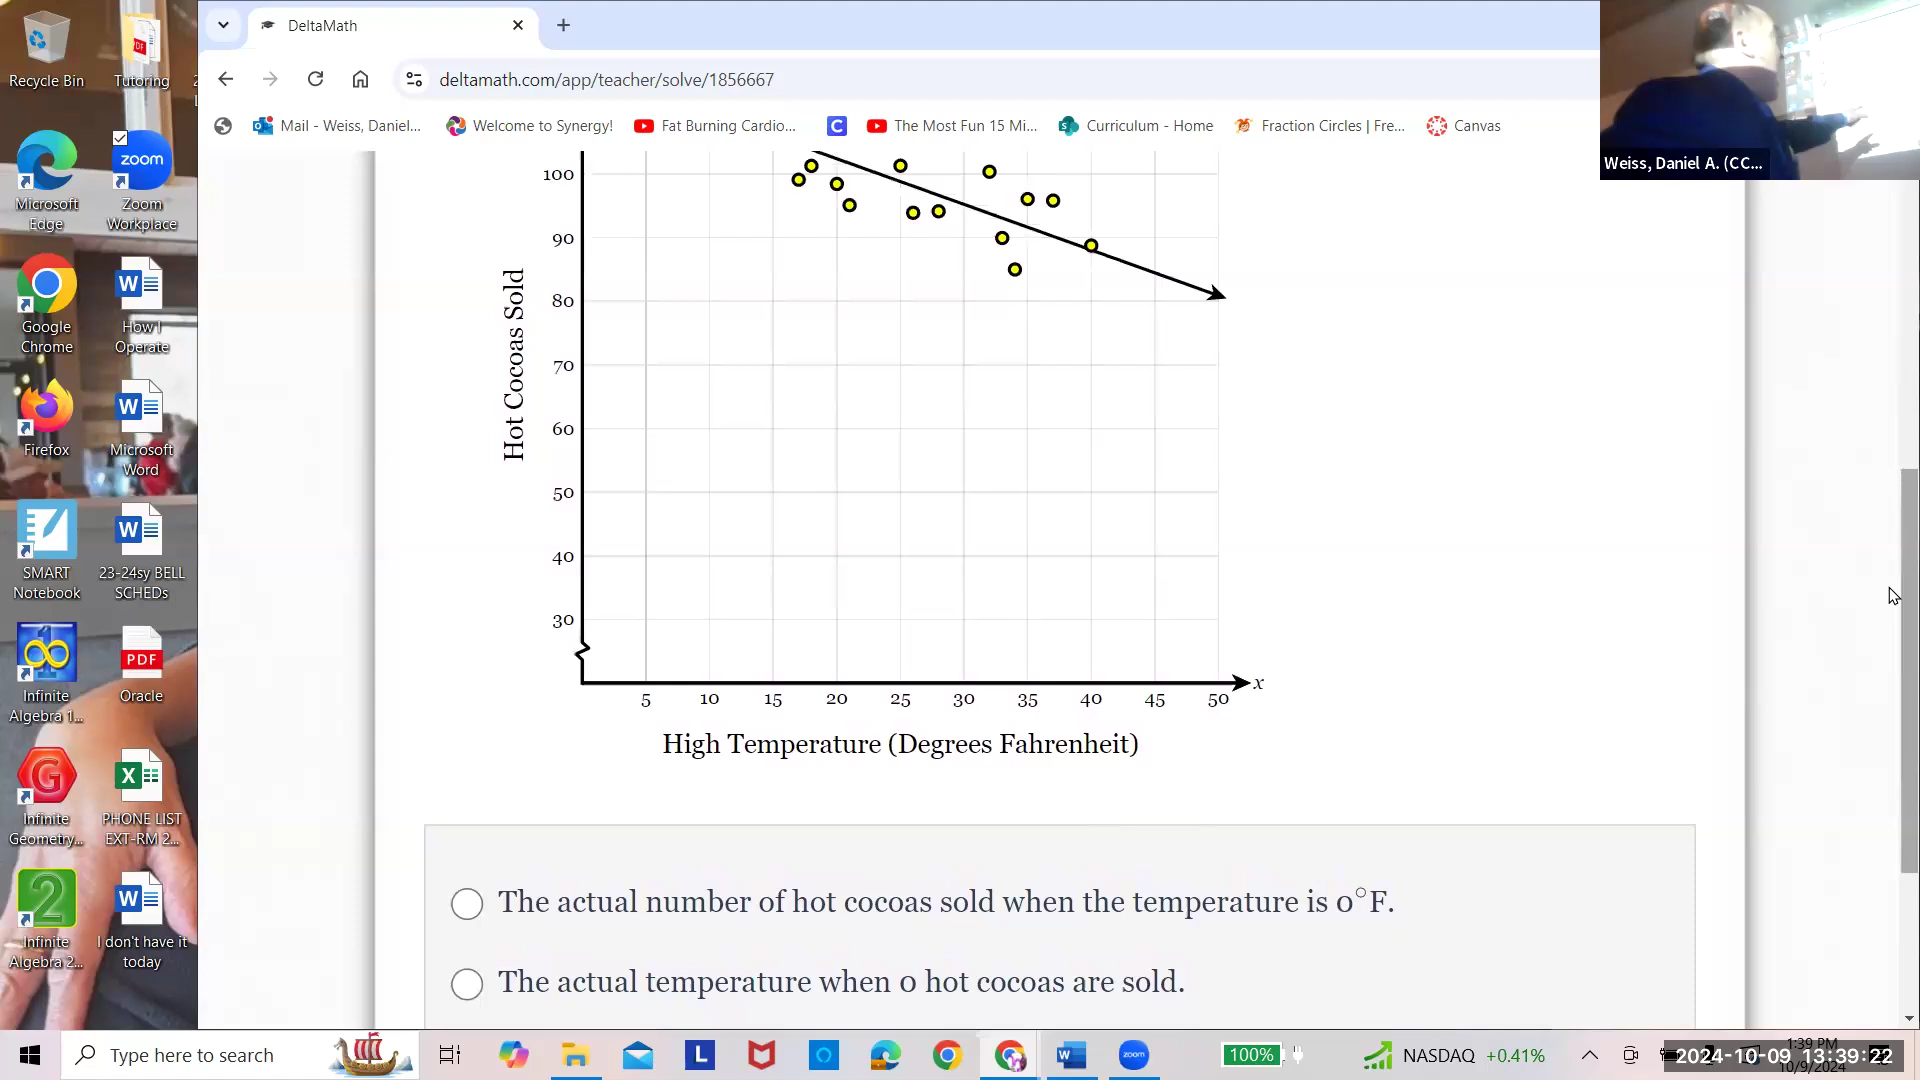 DeltaMath
deltamath.com/app/teacher/solve/1856667
Mail - Weiss, Daniel...
Welcome to Synergy!
Fat Burning Cardio...
The Most Fun 15 Mi...
Curriculum - Home
Fraction Circles | Fre...
Canvas
Weiss, Daniel A. (CC...
Recycle Bin
Tutoring
Microsoft Edge
Zoom Workplace
Google Chrome
How I Operate
Firefox
Microsoft Word
SMART Notebook
23-24sy BELL SCHEDs
Infinite Algebra 1...
Oracle
Infinite Geometry...
PHONE LIST EXT-RM 2...
Infinite Algebra 2...
I don't have it today
100
90
80
70
60
50
40
30
Hot Cocoas Sold
5 10 15 20 25 30 35 40 45 50 x
High Temperature (Degrees Fahrenheit)
The actual number of hot cocoas sold when the temperature is 0°F.
The actual temperature when 0 hot cocoas are sold.
Type here to search
100%
NASDAQ +0.41%
1:39 PM
10/9/2024
2024-10-09 13:39:22